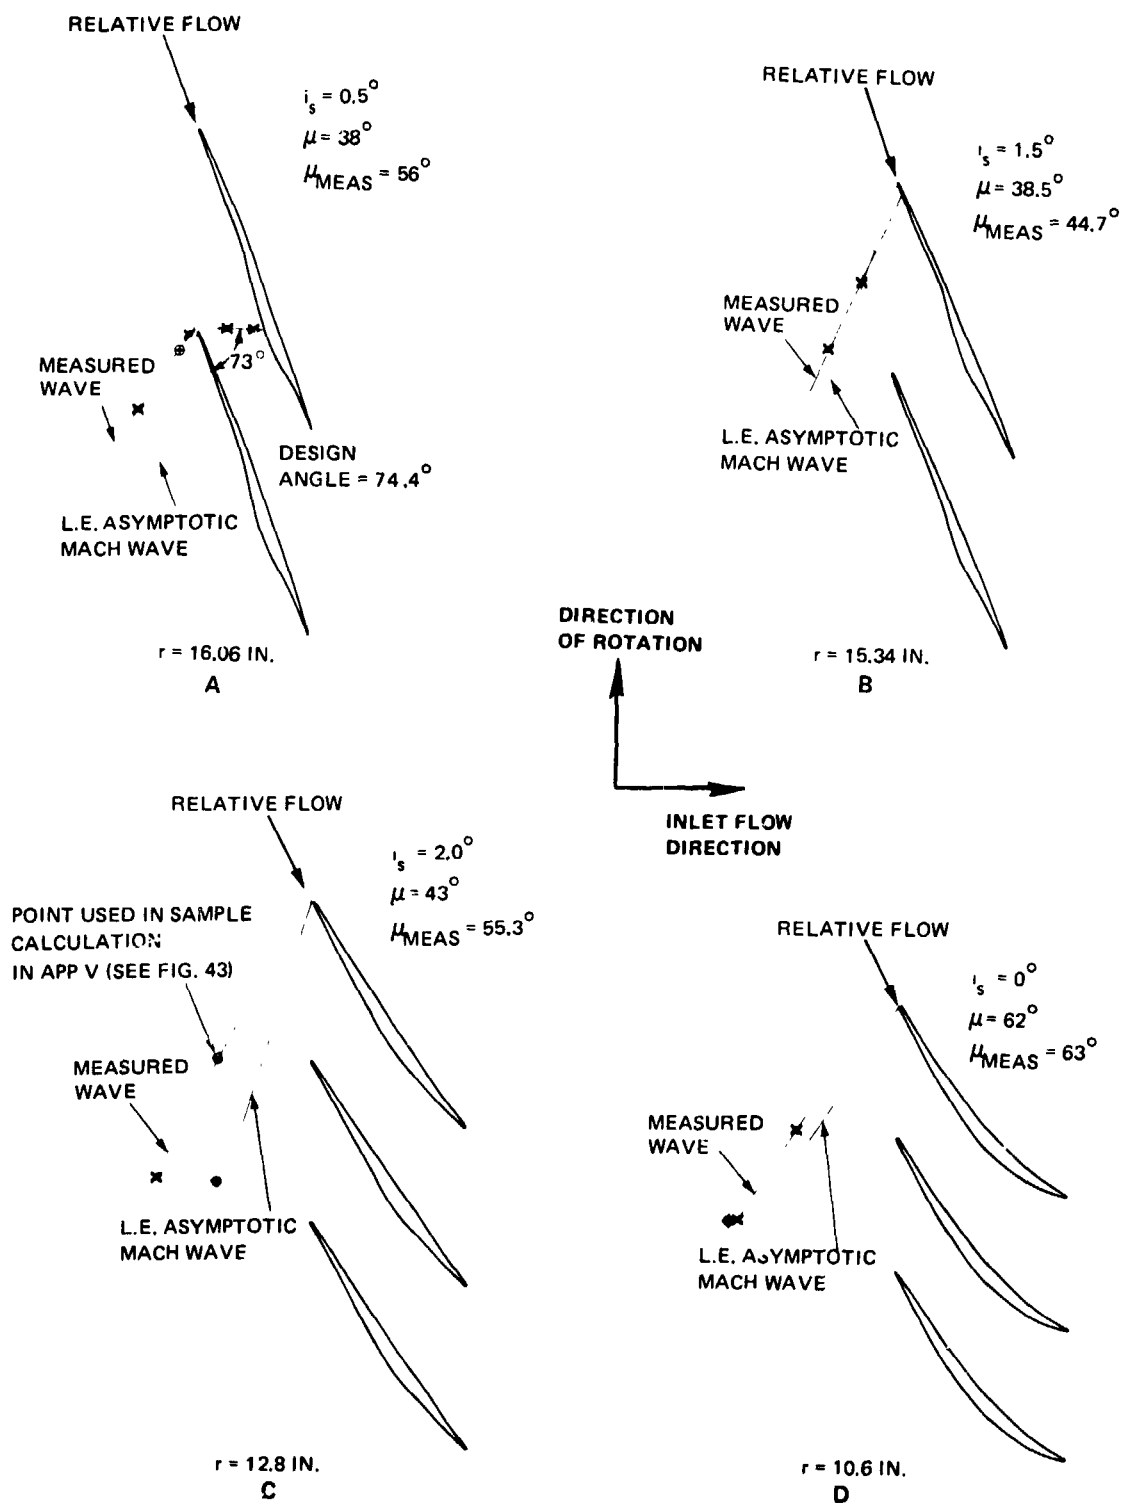 RELATIVE FLOW
i_s = 0.5°
μ = 38°
μ_MEAS = 56°
73°
MEASURED
WAVE
DESIGN
ANGLE = 74.4°
L.E. ASYMPTOTIC
MACH WAVE
r = 16.06 IN.
A
RELATIVE FLOW
i_s = 1.5°
μ = 38.5°
μ_MEAS = 44.7°
MEASURED
WAVE
L.E. ASYMPTOTIC
MACH WAVE
r = 15.34 IN.
B
DIRECTION
OF ROTATION
INLET FLOW
DIRECTION
RELATIVE FLOW
i_s = 2.0°
μ = 43°
μ_MEAS = 55.3°
POINT USED IN SAMPLE
CALCULATION
IN APP V (SEE FIG. 43)
MEASURED
WAVE
L.E. ASYMPTOTIC
MACH WAVE
r = 12.8 IN.
C
RELATIVE FLOW
i_s = 0°
μ = 62°
μ_MEAS = 63°
MEASURED
WAVE
L.E. ASYMPTOTIC
MACH WAVE
r = 10.6 IN.
D